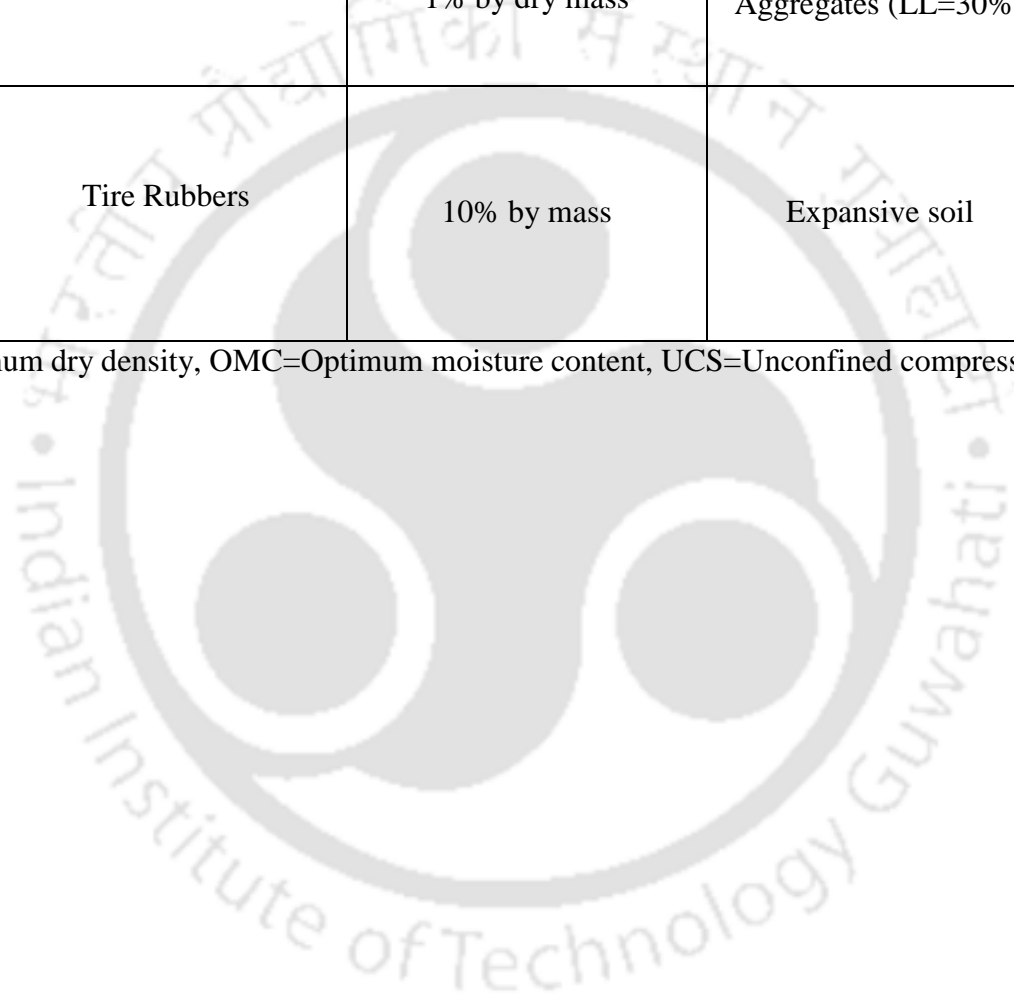 1% by dry mass
Aggregates (LL=30%
Tire Rubbers
10% by mass
Expansive soil
num dry density, OMC=Optimum moisture content, UCS=Unconfined compress
Indian Institute of Technology Guwahati